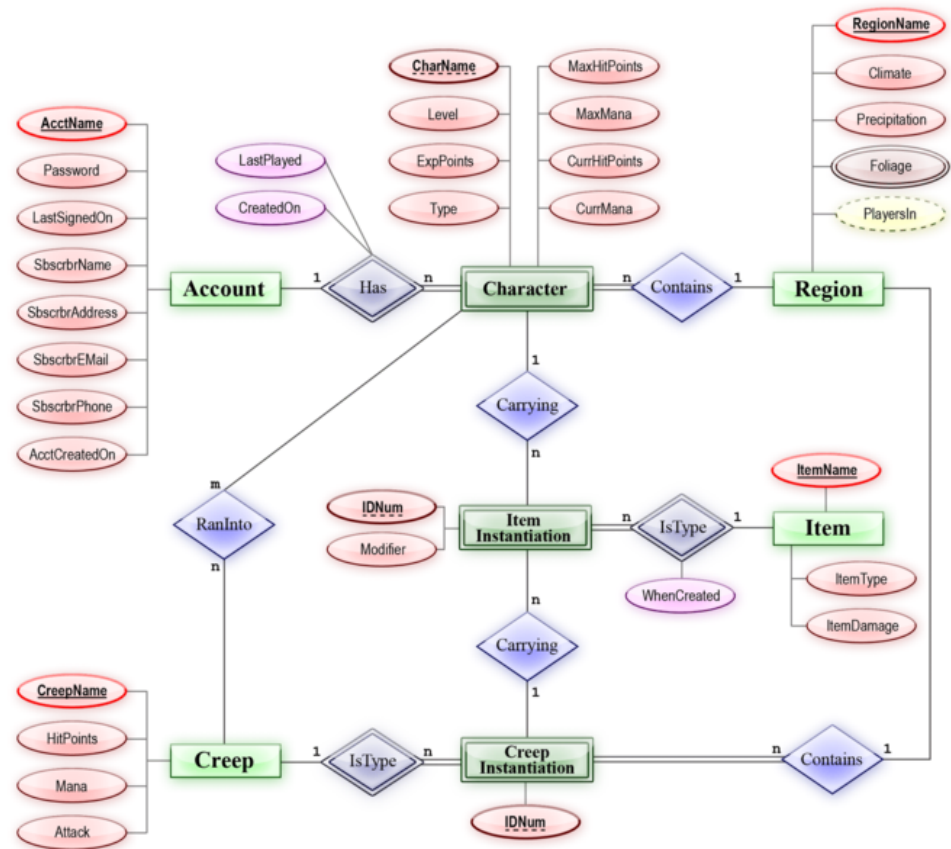 RegionName
CharName
MaxHitPoints
Climate
Level
MaxMana
AcctName
Precipitation
Password
LastPlayed
ExpPoints
CurrHitPoints
Foliage
LastSignedOn
CreatedOn
Type
CurrMana
PlayersIn
SbscrbrName
Account
1
Has
n
Character
n
Contains
1
Region
SbscrbrAddress
SbscrbrEMail
1
SbscrbrPhone
Carrying
AcctCreatedOn
n
m
ItemName
RanInto
IDNum
Item
Instantiation
n
IsType
1
Item
Modifier
n
ItemType
WhenCreated
n
ItemDamage
Carrying
CreepName
1
HitPoints
Creep
1
IsType
n
Creep
Instantiation
n
Contains
1
Mana
Attack
IDNum